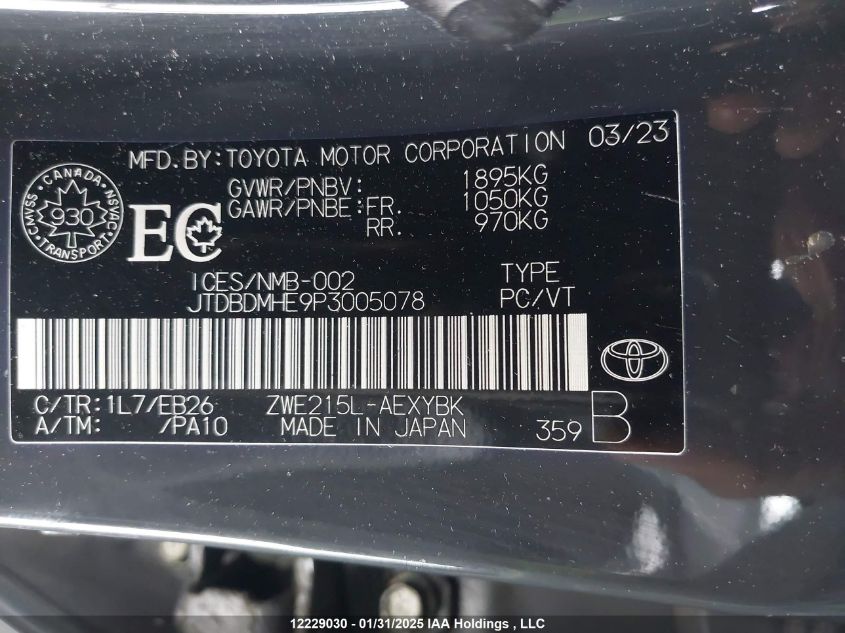 MFD.BY:TOYOTA MOTOR CORPORATION 03/23
GVWR/PNBV: 1895KG
GAWR/PNBE: FR. 1050KG
RR. 970KG
CANADA
CMVSS 930 NSVAC
TRANSPORT
EC
ICES/NMB-002 TYPE
JTDBDMHE9P3005078 PC/VT
C/TR:1L7/EB26 ZWE215L-AEXYBK
A/TM: /PA10 MADE IN JAPAN 359 B
12229030 - 01/31/2025 IAA Holdings , LLC